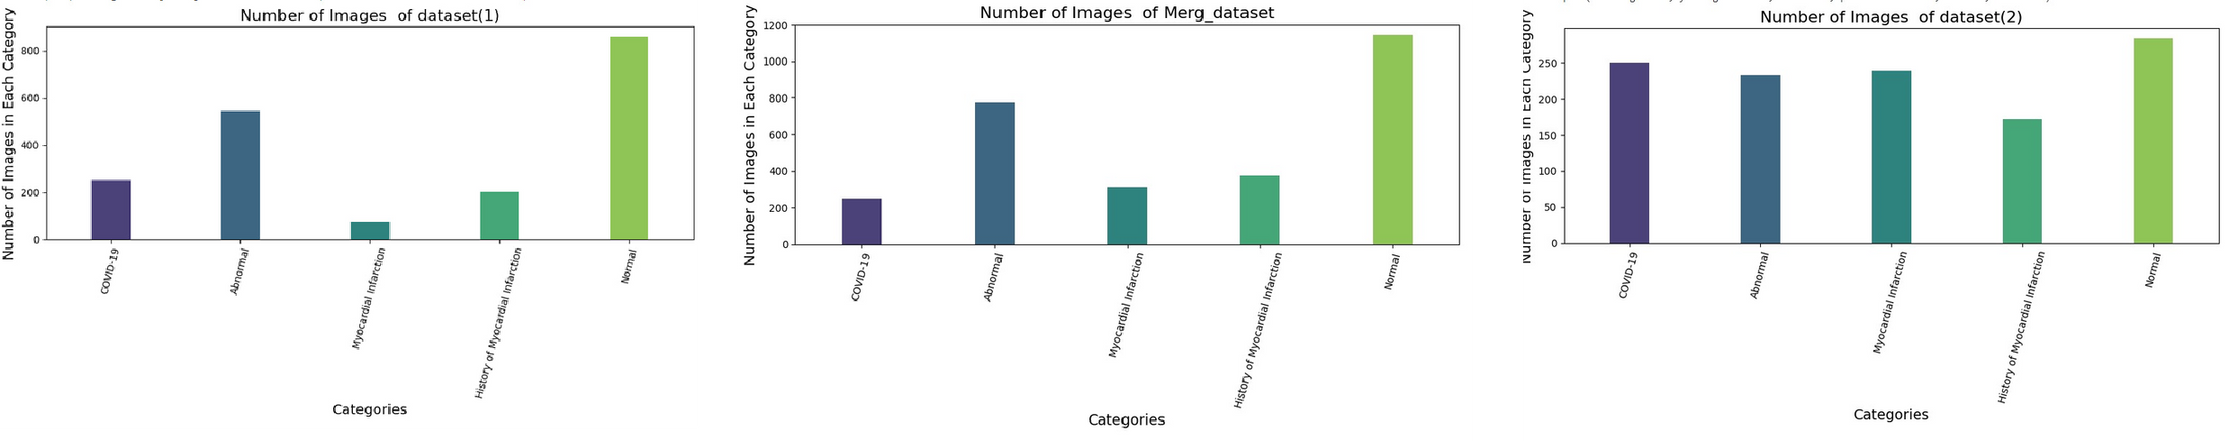 Number of Images of dataset(1)
Number of Images in Each Category
800
600
400
200
0
COVID-19
Abnormal
Myocardial Infarction
History of Myocardial Infarction
Normal
Categories
Number of Images of Merg_dataset
Number of Images in Each Category
1200
1000
800
600
400
200
0
COVID-19
Abnormal
Myocardial Infarction
History of Myocardial Infarction
Normal
Categories
Number of Images of dataset(2)
Number of Images in Each Category
250
200
150
100
50
0
COVID-19
Abnormal
Myocardial Infarction
History of Myocardial Infarction
Normal
Categories